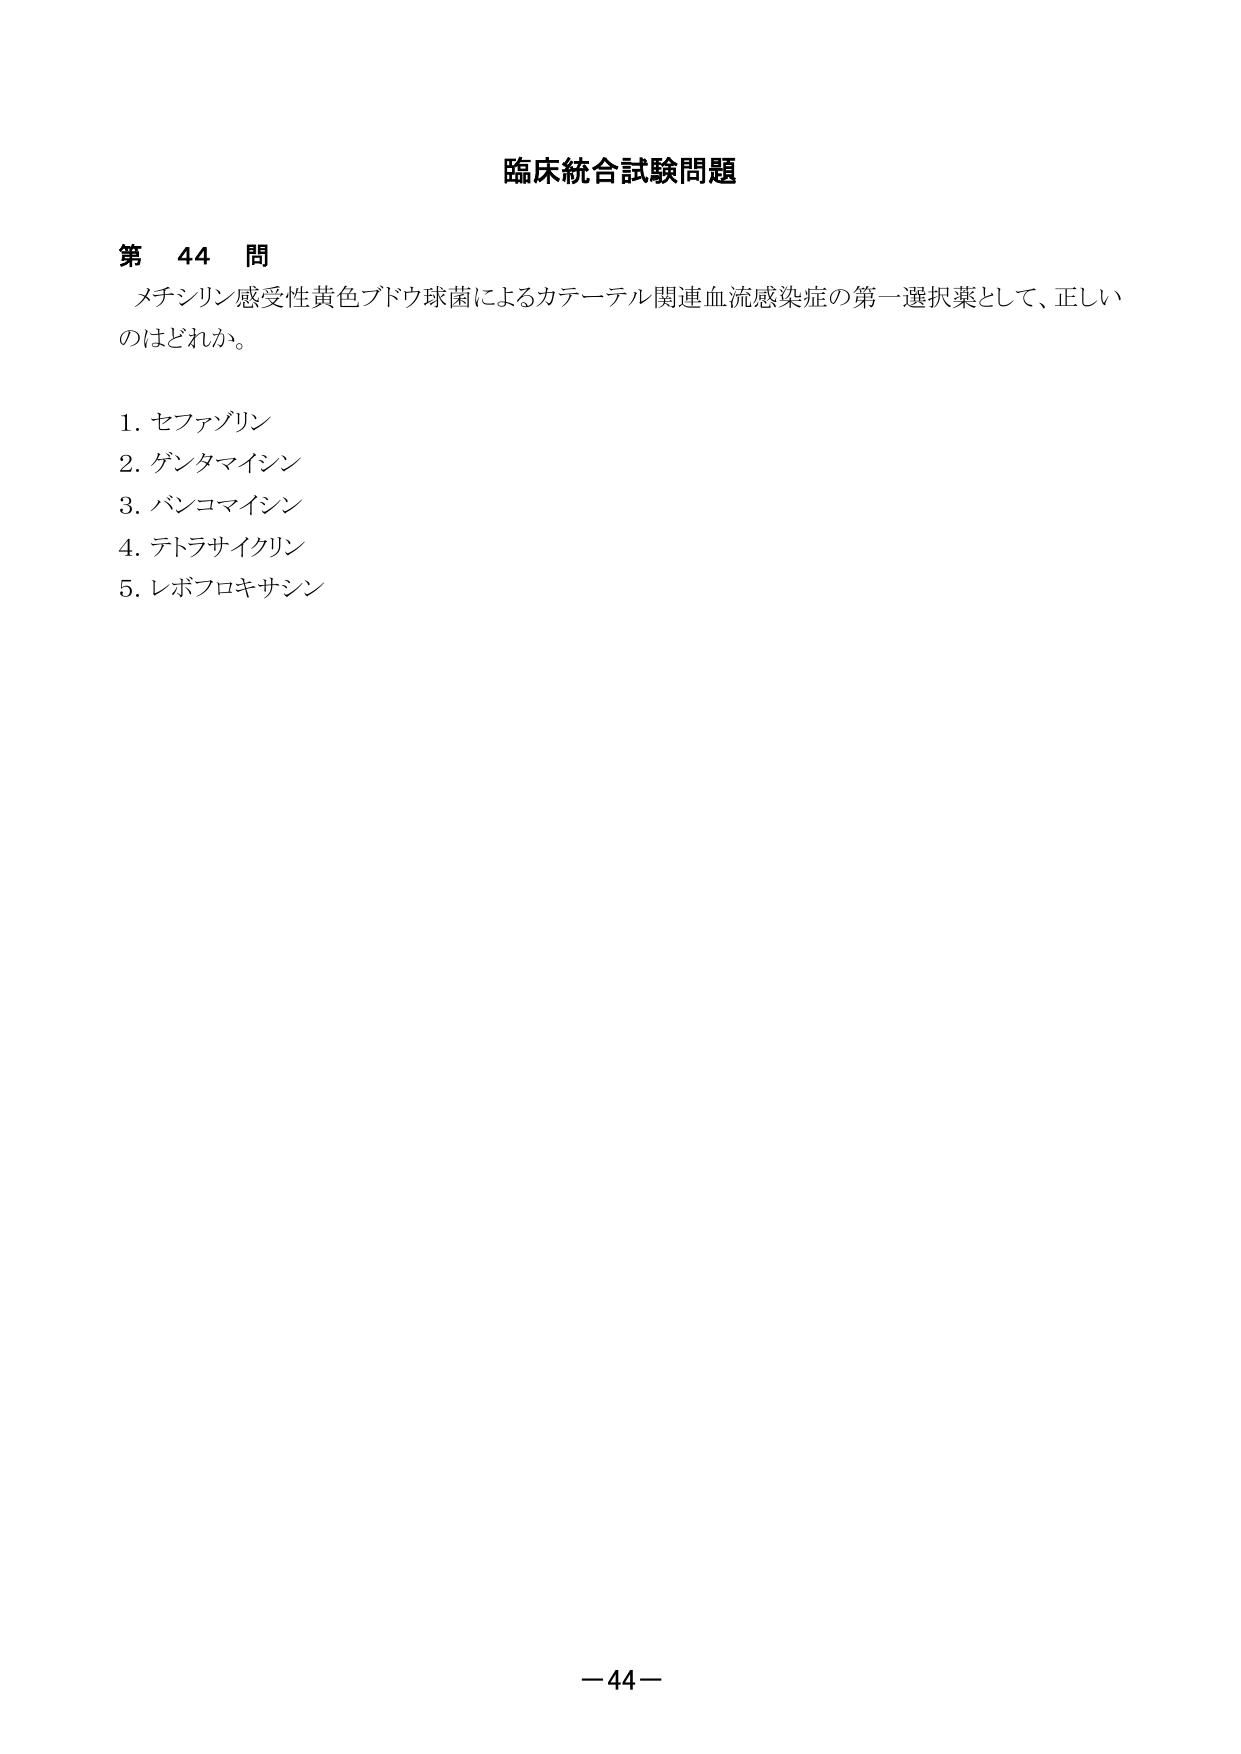 臨床統合試験問題
第　44　問
メチシリン感受性黄色ブドウ球菌によるカテーテル関連血流感染症の第一選択薬として、正しい
のはどれか。
1. セファゾリン
2. ゲンタマイシン
3. バンコマイシン
4. テトラサイクリン
5. レボフロキサシン
－44－